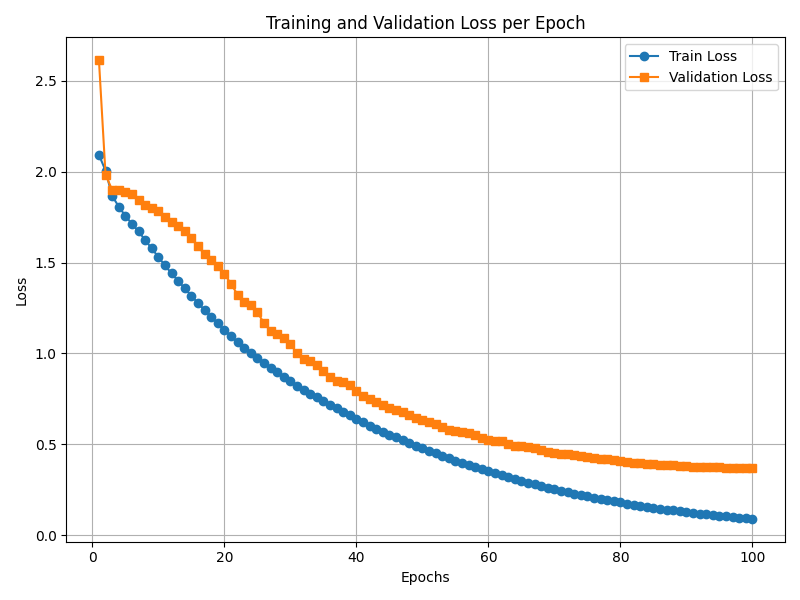 Training and Validation Loss per Epoch
Train Loss
Validation Loss
2.5
2.0
1.5
1.0
0.5
0.0
Loss
0 20 40 60 80 100
Epochs